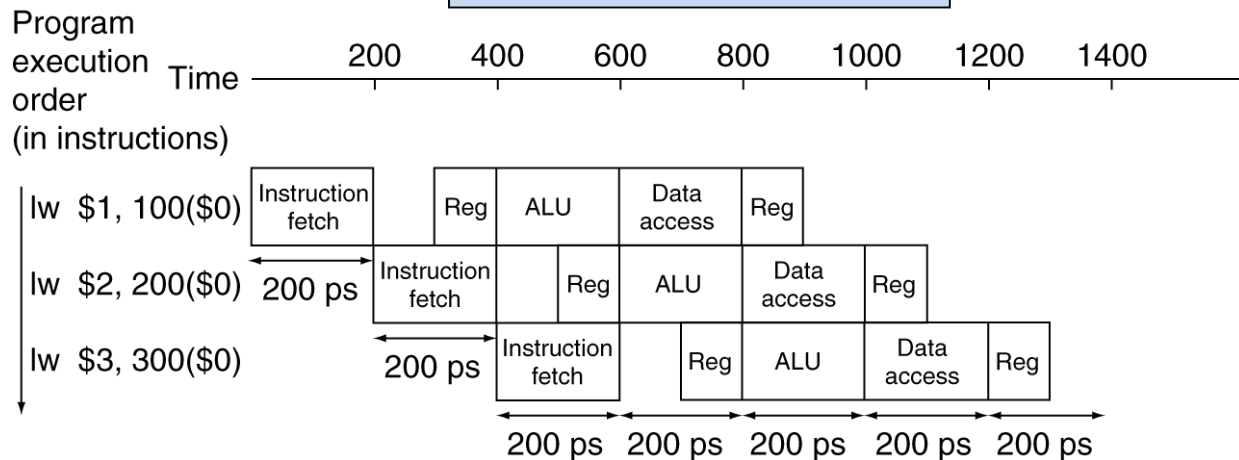 Program
execution
order
(in instructions)
Time
200 400 600 800 1000 1200 1400
lw $1, 100($0)
Instruction
fetch
Reg
ALU
Data
access
Reg
200 ps
lw $2, 200($0)
Instruction
fetch
Reg
ALU
Data
access
Reg
200 ps
lw $3, 300($0)
Instruction
fetch
Reg
ALU
Data
access
Reg
200 ps 200 ps 200 ps 200 ps 200 ps